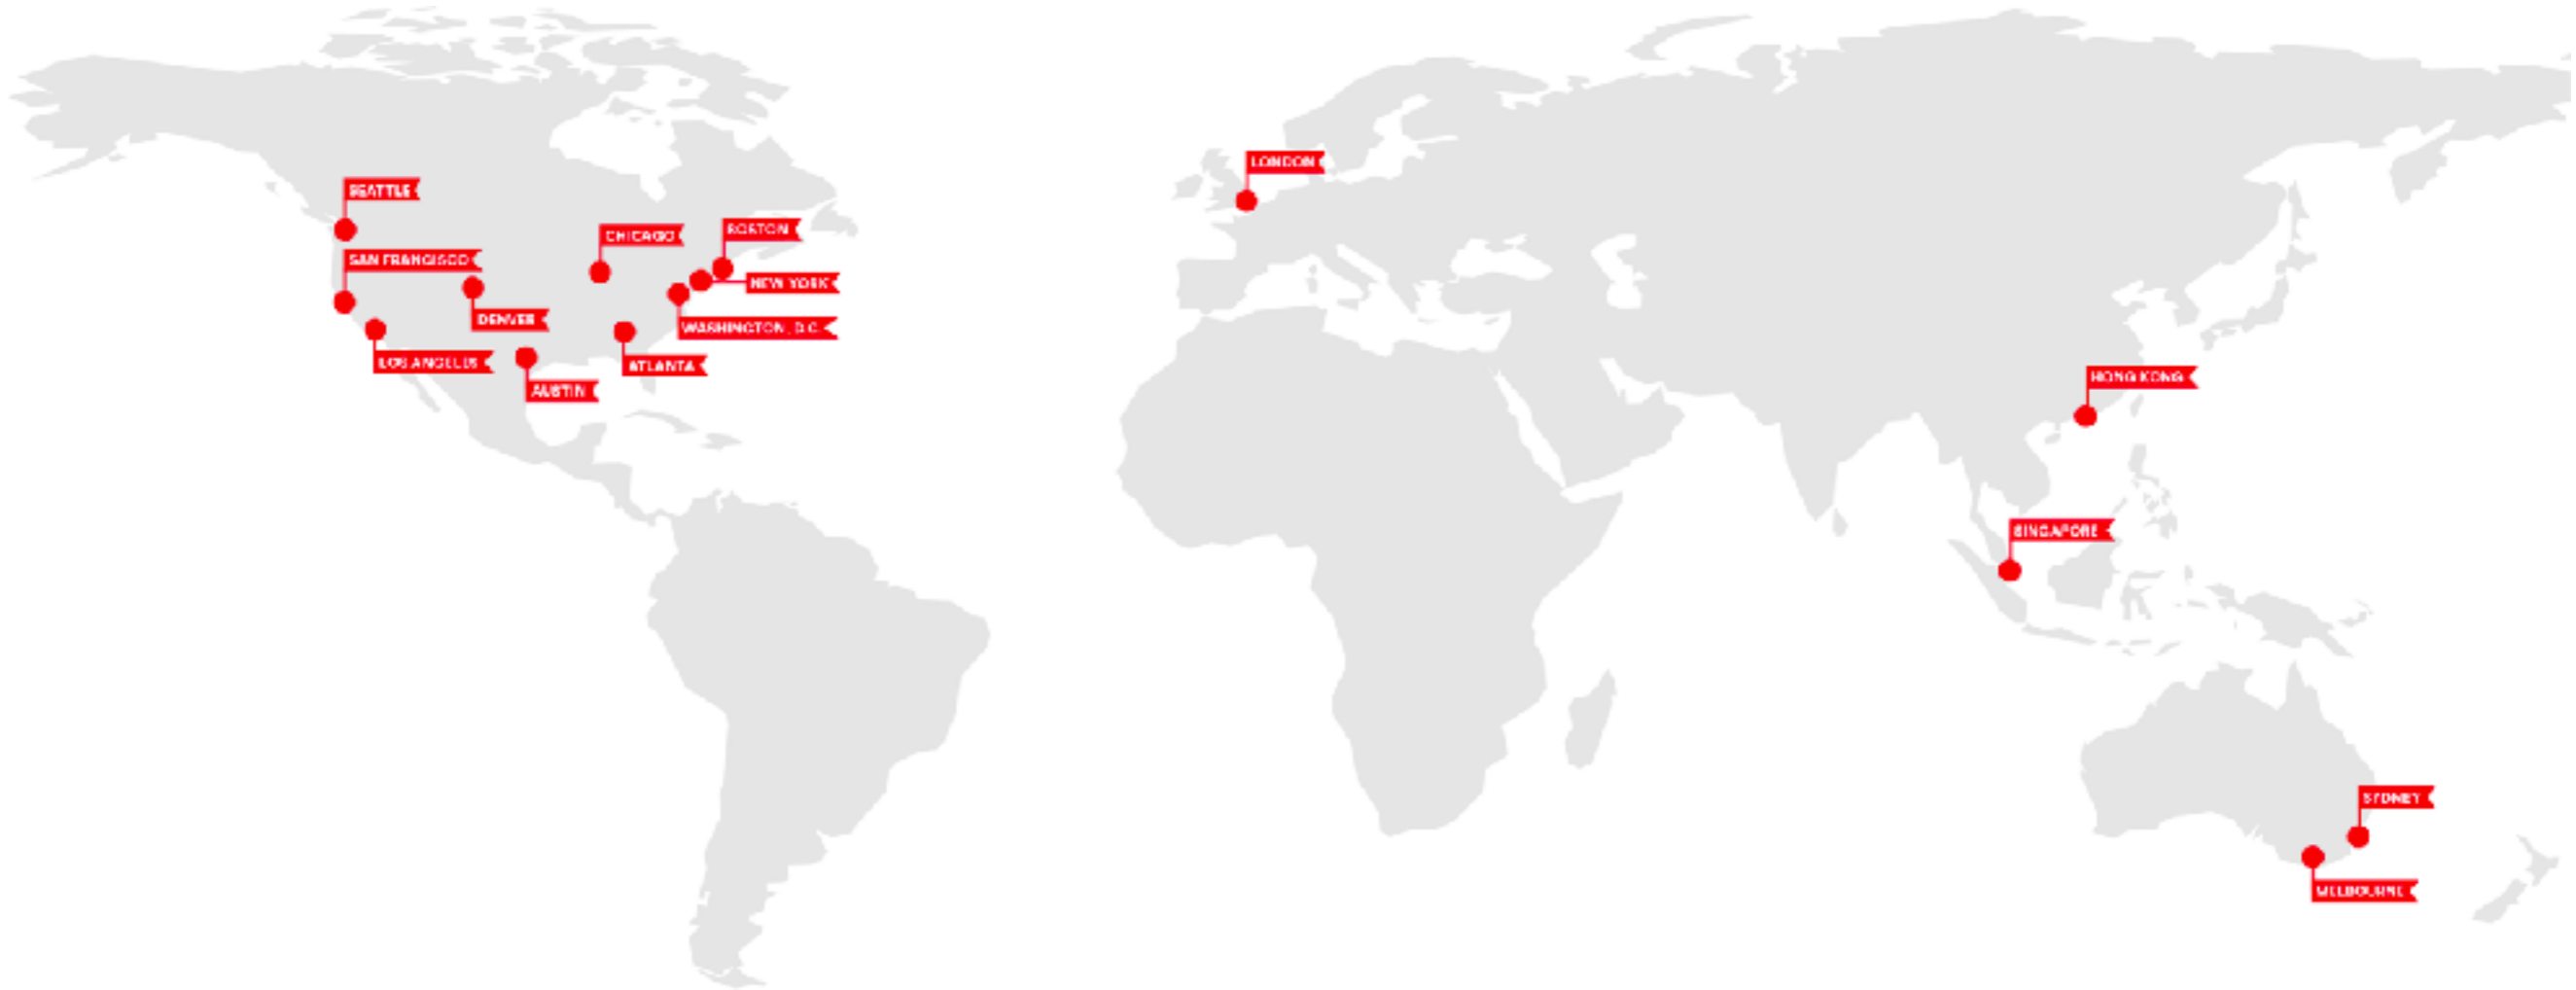 LONDON
SEATTLE
BOSTON
CHICAGO
SAN FRANCISCO
NEW YORK
DENVER
WASHINGTON, D.C.
LOS ANGELES
ATLANTA
HONG KONG
AUSTIN
SINGAPORE
SYDNEY
MELBOURNE